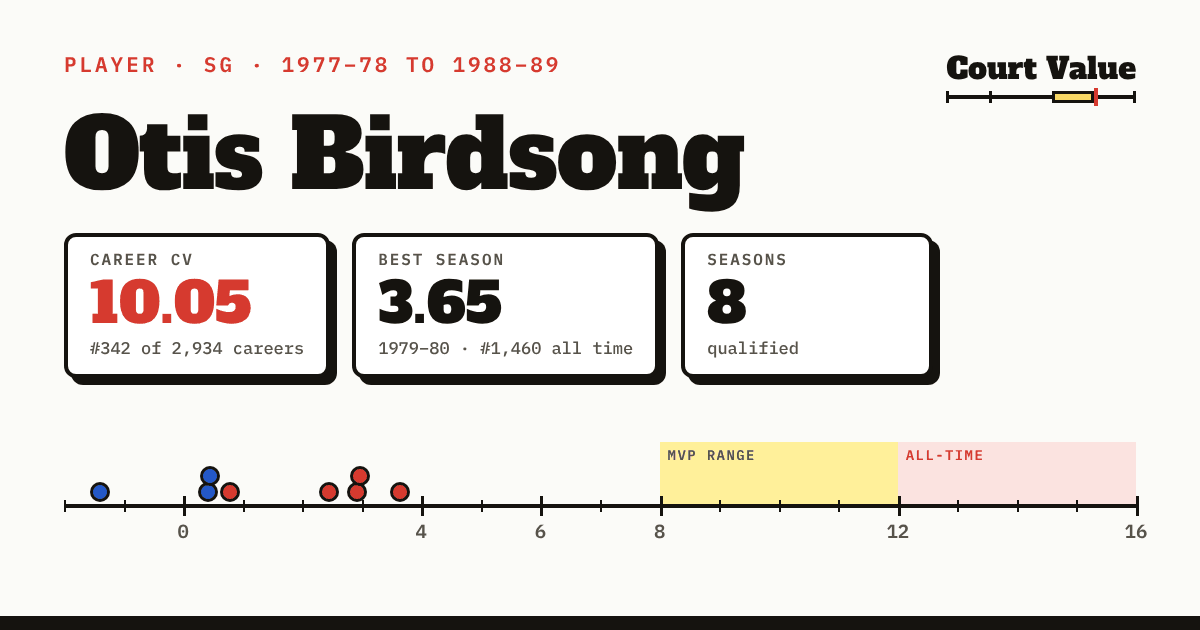 PLAYER · SG · 1977–78 TO 1988–89
Court Value
Otis Birdsong
CAREER CV
10.05
#342 of 2,934 careers
BEST SEASON
3.65
1979–80 · #1,460 all time
SEASONS
8
qualified
MVP RANGE
ALL-TIME
0 4 6 8 12 16